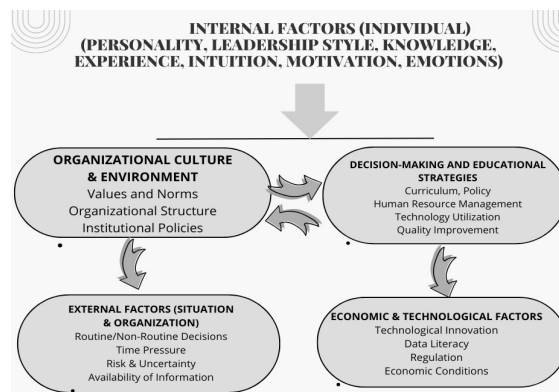 INTERNAL FACTORS (INDIVIDUAL)
(PERSONALITY, LEADERSHIP STYLE, KNOWLEDGE,
EXPERIENCE, INTUITION, MOTIVATION, EMOTIONS)
ORGANIZATIONAL CULTURE
& ENVIRONMENT
Values and Norms
Organizational Structure
Institutional Policies
DECISION-MAKING AND EDUCATIONAL
STRATEGIES
Curriculum, Policy
Human Resource Management
Technology Utilization
Quality Improvement
EXTERNAL FACTORS (SITUATION
& ORGANIZATION)
Routine/Non-Routine Decisions
Time Pressure
Risk & Uncertainty
Availability of Information
ECONOMIC & TECHNOLOGICAL FACTORS
Technological Innovation
Data Literacy
Regulation
Economic Conditions